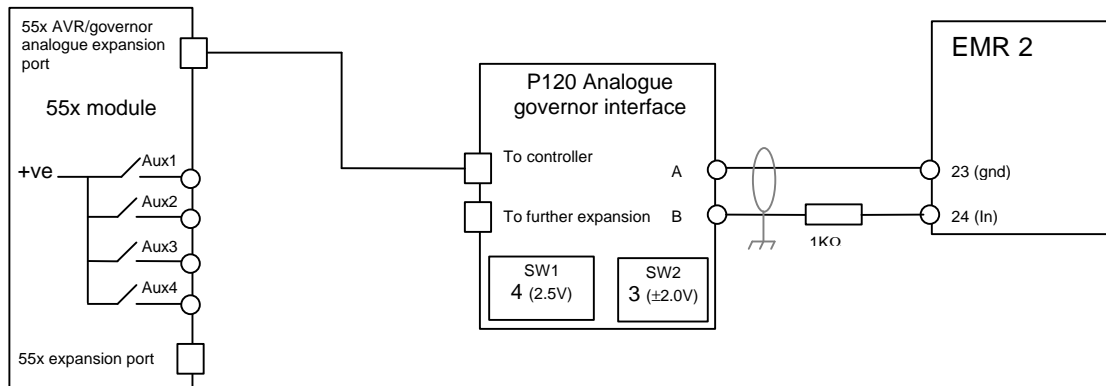 55x AVR/governor
analogue expansion
port
55x module
+ve
Aux1
Aux2
Aux3
Aux4
55x expansion port
P120 Analogue
governor interface
To controller
A
To further expansion
B
SW1
4 (2.5V)
SW2
3 (±2.0V)
1KΩ
EMR 2
23 (gnd)
24 (In)